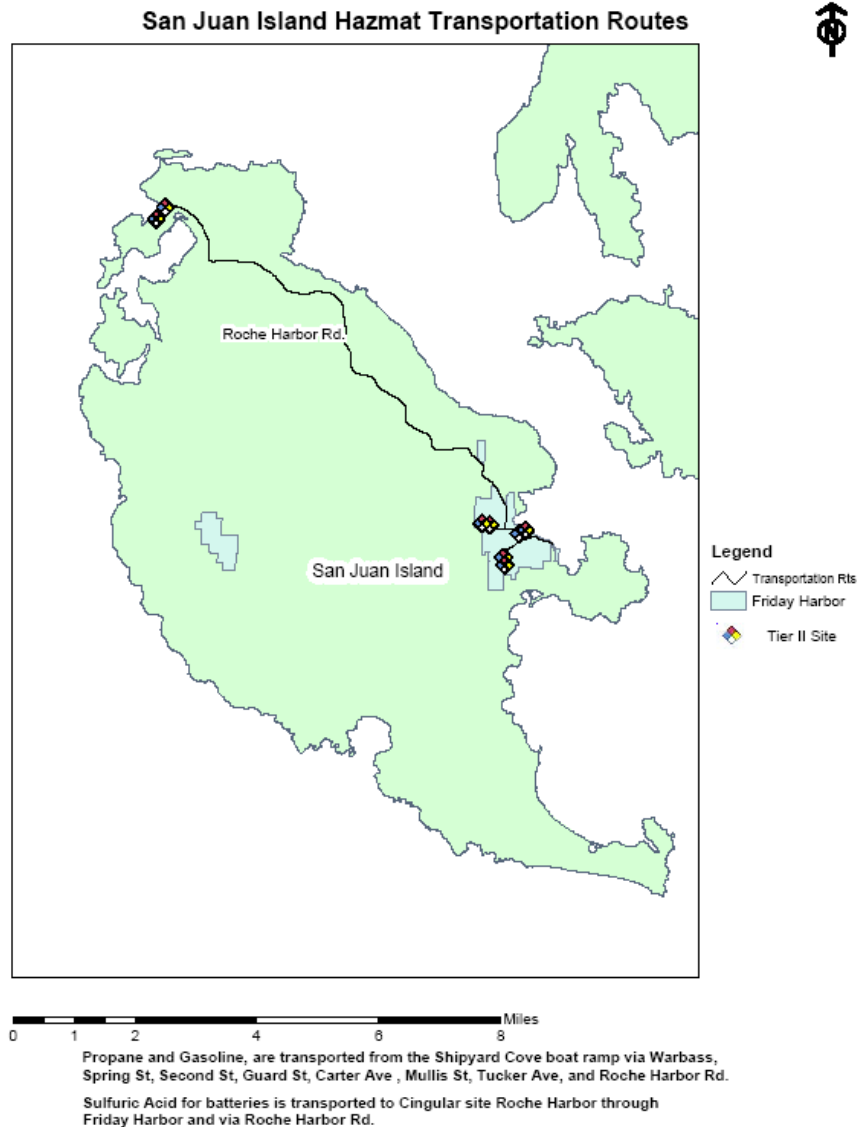 San Juan Island Hazmat Transportation Routes
N
Roche Harbor Rd.
San Juan Island
Legend
Transportation Rts
Friday Harbor
Tier II Site
Miles
0 1 2 4 6 8
Propane and Gasoline, are transported from the Shipyard Cove boat ramp via Warbass,
Spring St, Second St, Guard St, Carter Ave , Mullis St, Tucker Ave, and Roche Harbor Rd.
Sulfuric Acid for batteries is transported to Cingular site Roche Harbor through
Friday Harbor and via Roche Harbor Rd.